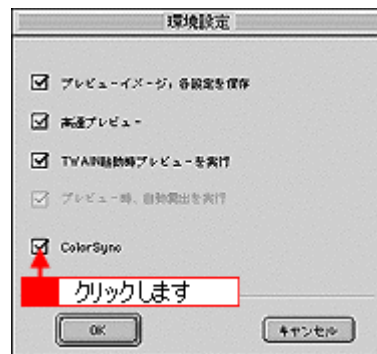 環境設定
プレビューイメージ、各設定を保存
高速プレビュー
TWAIN起動時プレビューを実行
プレビュー時、自動露出を実行
ColorSync
クリックします
OK
キャンセル